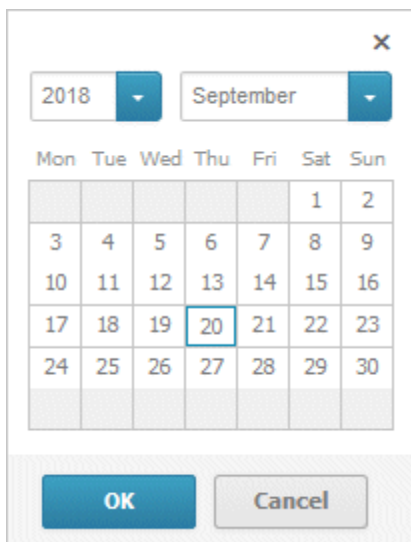 ×
2018 September
Mon Tue Wed Thu Fri Sat Sun
1 2
3 4 5 6 7 8 9
10 11 12 13 14 15 16
17 18 19 20 21 22 23
24 25 26 27 28 29 30
OK Cancel